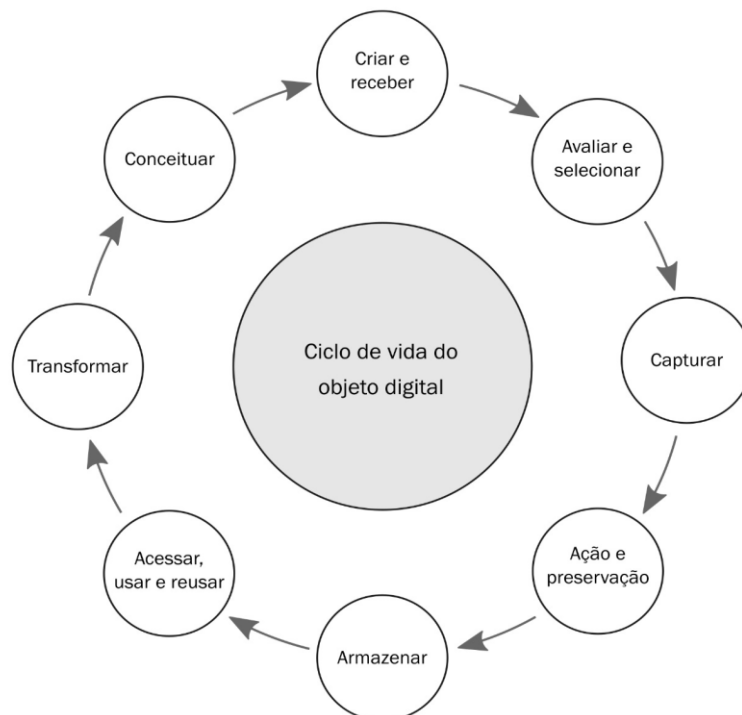 Criar e
receber
Avaliar e
selecionar
Capturar
Ação e
preservação
Armazenar
Acessar,
usar e reusar
Transformar
Conceituar
Ciclo de vida do
objeto digital